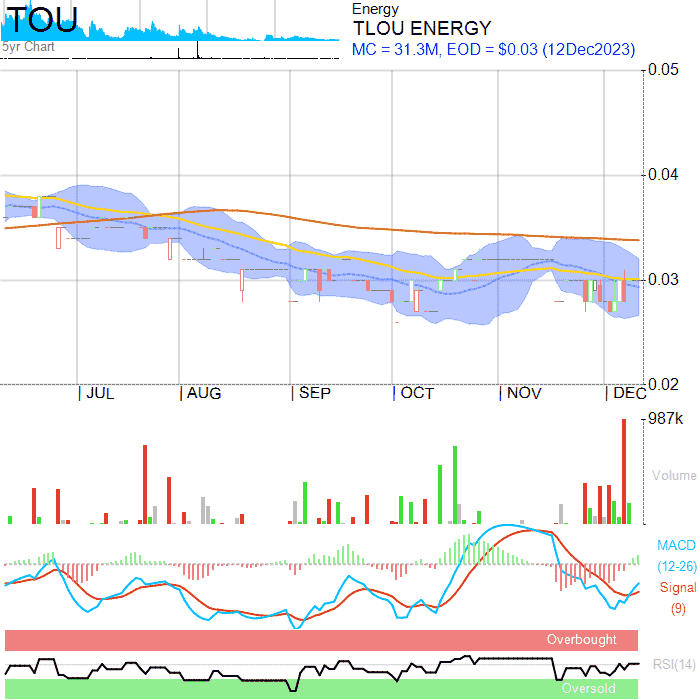 TOU
5yr Chart
Energy
TLOU ENERGY
MC = 31.3M, EOD = $0.03 (12Dec2023)
0.05
0.04
0.03
0.02
JUL
AUG
SEP
OCT
NOV
DEC
987k
Volume
MACD
(12-26)
Signal
(9)
Overbought
RSI(14)
Oversold